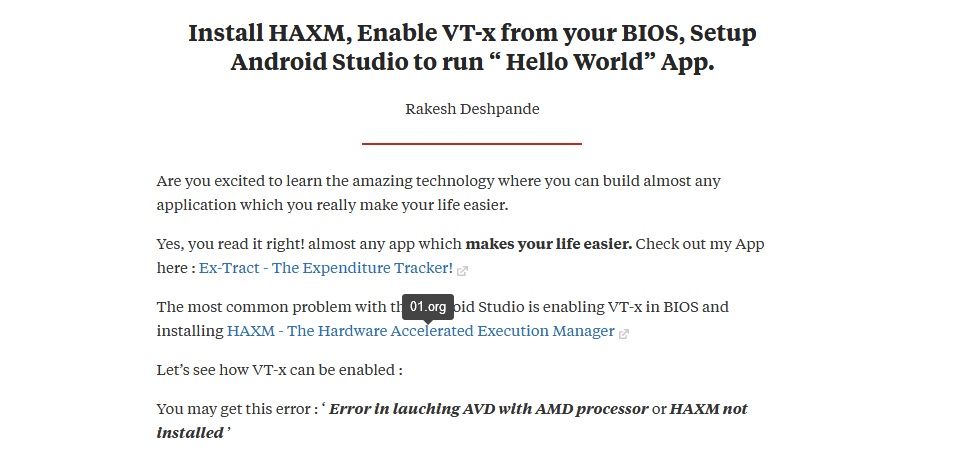 Install HAXM, Enable VT-x from your BIOS, Setup
Android Studio to run “ Hello World” App.
Rakesh Deshpande
Are you excited to learn the amazing technology where you can build almost any
application which you really make your life easier.
Yes, you read it right! almost any app which makes your life easier. Check out my App
here : Ex-Tract - The Expenditure Tracker!
The most common problem with th oid Studio is enabling VT-x in BIOS and
01.org
installing HAXM - The Hardware Accelerated Execution Manager
Let’s see how VT-x can be enabled :
You may get this error : ‘ Error in lauching AVD with AMD processor or HAXM not
installed ’